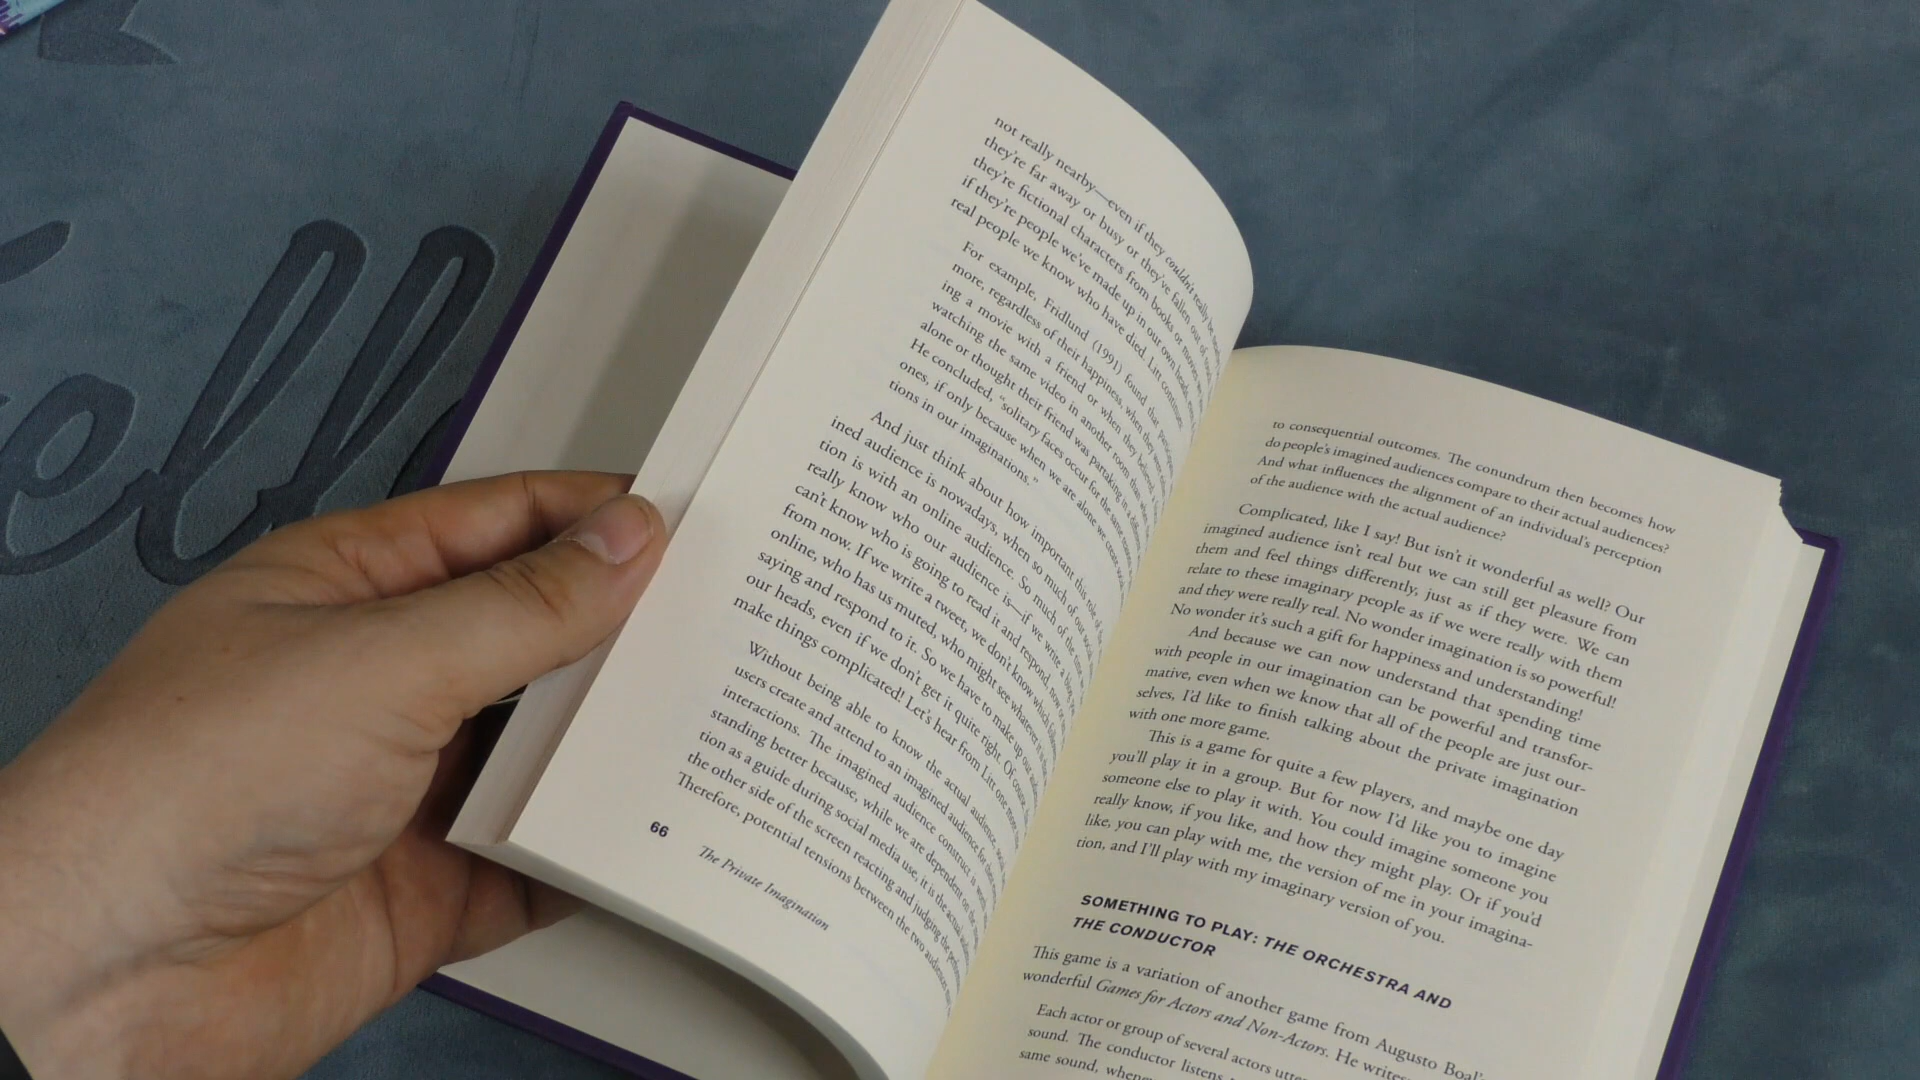 not really nearby—even if they couldn't really be nearby
they're far away or busy or they've fallen out of
they're fictional characters from books or movies
if they're people we've made up in our own heads,
real people we know who have died. Litt continues:
For example, Fridlund (1991) found that participants
more, regardless of their happiness, when they were
ing a movie with a friend or when they believed a
watching the same video in another room than when
alone or thought their friend was partaking in a different
He concluded, “solitary faces occur for the same
ones, if only because when we are alone we create social
tions in our imaginations.”
And just think about how important this role of the
ined audience is nowadays, when so much of our social
tion is with an online audience. So much of the time
really know who our audience is—if we write a blog, we
can't know who is going to read it and respond, now or
from now. If we write a tweet, we don't know which
online, who has us muted, who might see whatever
saying and respond to it. So we have to make up our
our heads, even if we don't get it quite right. Of course,
make things complicated! Let's hear from Litt one more
Without being able to know the actual audience, social
users create and attend to an imagined audience for their
interactions. The imagined audience construct is worth
standing better because, while we are dependent on the
tion as a guide during social media use, it is the actual
the other side of the screen reacting and judging the
Therefore, potential tensions between the two audiences
66
The Private Imagination
to consequential outcomes. The conundrum then becomes how
do people's imagined audiences compare to their actual audiences?
And what influences the alignment of an individual's perception
of the audience with the actual audience?
Complicated, like I say! But isn't it wonderful as well? Our
imagined audience isn't real but we can still get pleasure from
them and feel things differently, just as if they were. We can
relate to these imaginary people as if we were really with them
and they were really real. No wonder imagination is so powerful!
No wonder it's such a gift for happiness and understanding!
And because we can now understand that spending time
with people in our imagination can be powerful and transfor-
mative, even when we know that all of the people are just our-
selves, I'd like to finish talking about the private imagination
with one more game.
This is a game for quite a few players, and maybe one day
you'll play it in a group. But for now I'd like you to imagine
someone else to play it with. You could imagine someone you
really know, if you like, and how they might play. Or if you'd
like, you can play with me, the version of me in your imagina-
tion, and I'll play with my imaginary version of you.
SOMETHING TO PLAY: THE ORCHESTRA AND
THE CONDUCTOR
This game is a variation of another game from Augusto Boal's
wonderful Games for Actors and Non-Actors. He writes
Each actor or group of several actors
sound. The conductor listens
same sound,